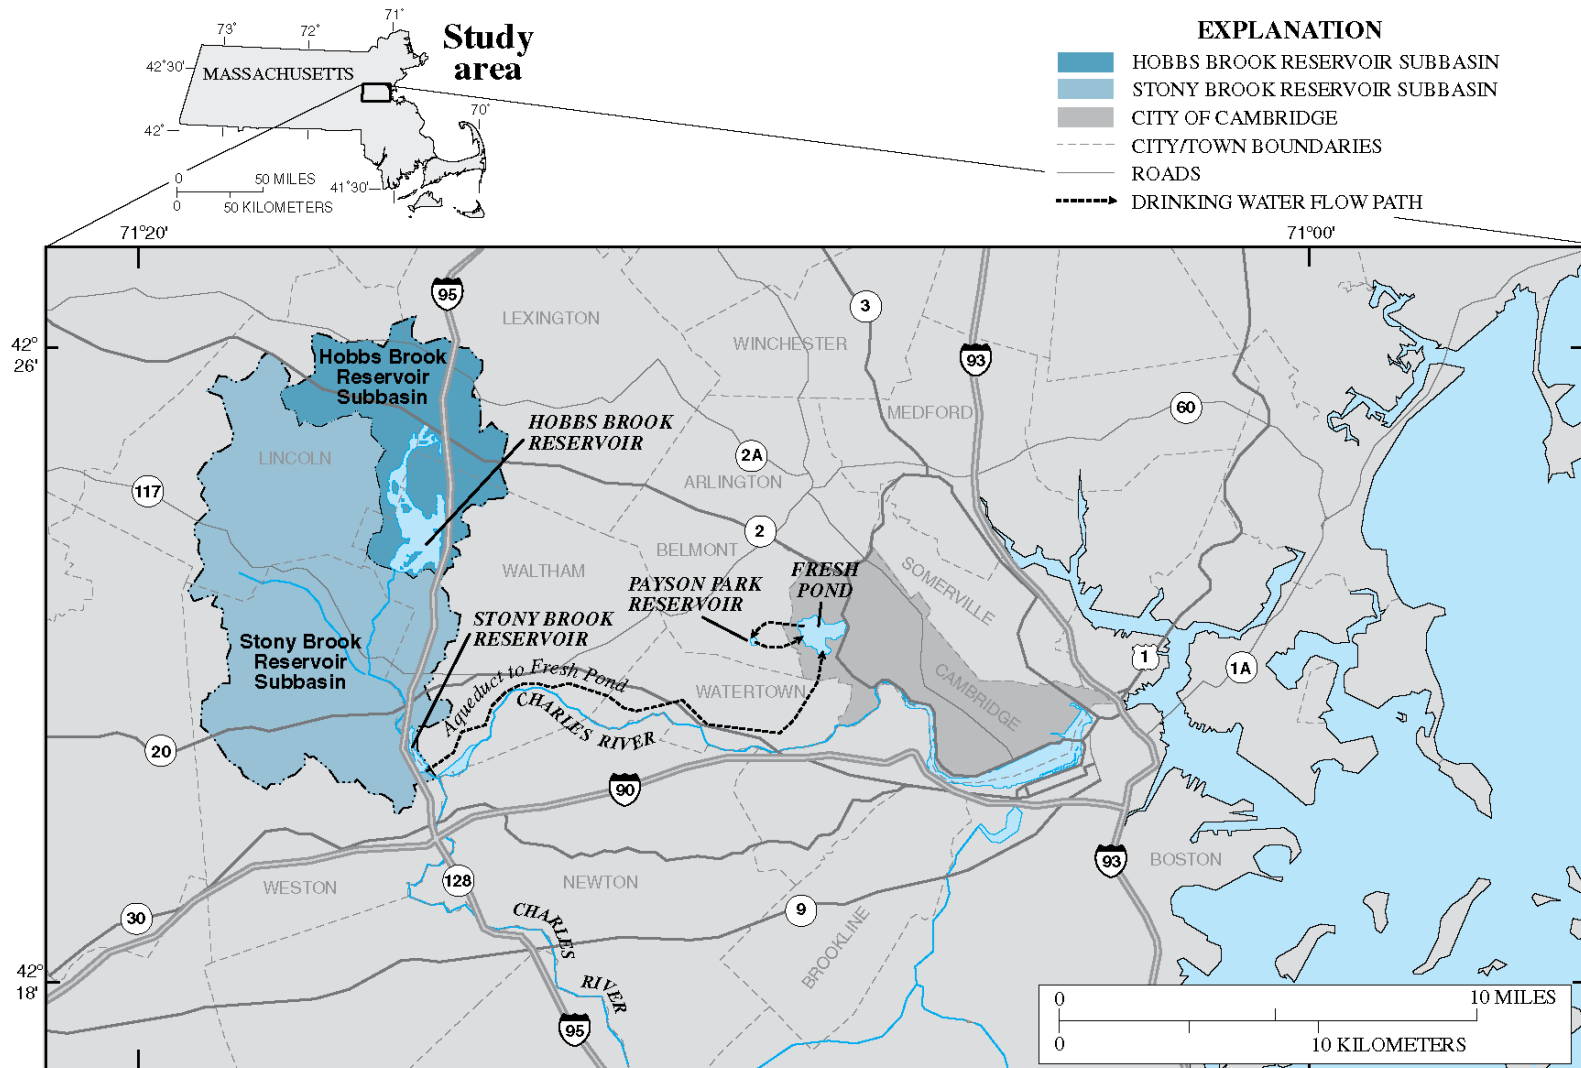 Study
area
73°
72°
71°
42°30'
MASSACHUSETTS
42°
70°
41°30'
0
50 MILES
0
50 KILOMETERS
EXPLANATION
HOBBS BROOK RESERVOIR SUBBASIN
STONY BROOK RESERVOIR SUBBASIN
CITY OF CAMBRIDGE
CITY/TOWN BOUNDARIES
ROADS
DRINKING WATER FLOW PATH
71°20'
71°00'
42°
26'
95
LEXINGTON
3
WINCHESTER
93
Hobbs Brook
Reservoir
Subbasin
MEDFORD
60
HOBBS BROOK
RESERVOIR
LINCOLN
2A
ARLINGTON
117
2
BELMONT
WALTHAM
PAYSON PARK
RESERVOIR
FRESH
POND
SOMERVILLE
STONY BROOK
RESERVOIR
Stony Brook
Reservoir
Subbasin
1
1A
Aqueduct to Fresh Pond
WATERTOWN
CAMBRIDGE
CHARLES RIVER
20
90
93
BOSTON
WESTON
128
NEWTON
30
9
CHARLES
RIVER
BROOKLINE
42°
18'
95
0
10 MILES
0
10 KILOMETERS